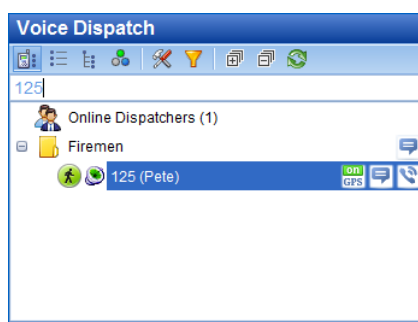 Voice Dispatch
125
Online Dispatchers (1)
Firemen
125 (Pete)
on
GPS